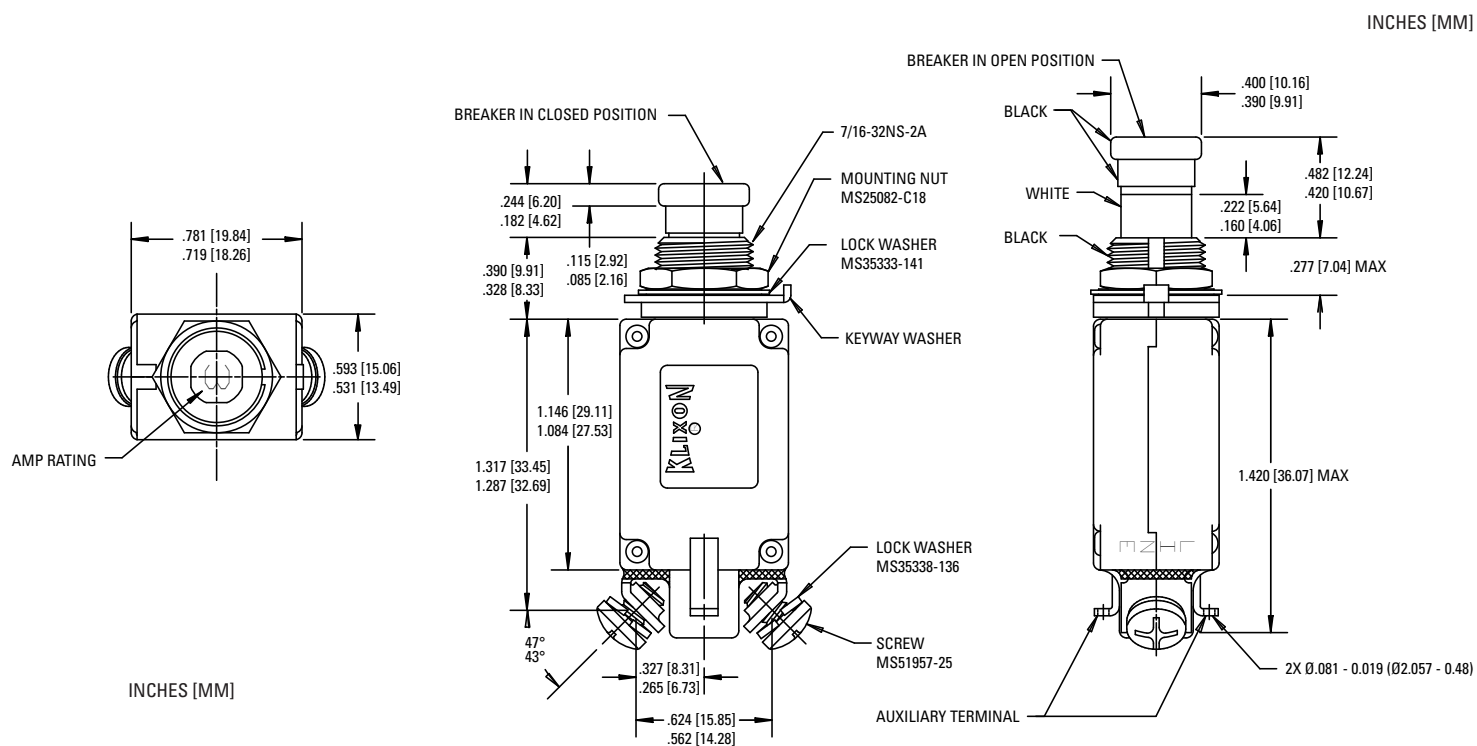 INCHES [MM]
BREAKER IN OPEN POSITION
.400 [10.16]
.390 [9.91]
BLACK
BREAKER IN CLOSED POSITION
7/16-32NS-2A
MOUNTING NUT
MS25082-C18
.482 [12.24]
.420 [10.67]
WHITE
.244 [6.20]
.182 [4.62]
.222 [5.64]
.160 [4.06]
.781 [19.84]
.719 [18.26]
BLACK
LOCK WASHER
MS35333-141
.115 [2.92]
.085 [2.16]
.390 [9.91]
.328 [8.33]
.277 [7.04] MAX
KEYWAY WASHER
.593 [15.06]
.531 [13.49]
KLIXON
1.146 [29.11]
1.084 [27.53]
AMP RATING
1.317 [33.45]
1.287 [32.69]
1.420 [36.07] MAX
LOCK WASHER
MS35338-136
47°
43°
SCREW
MS51957-25
.327 [8.31]
.265 [6.73]
2X Ø.081 - 0.019 (Ø2.057 - 0.48)
INCHES [MM]
AUXILIARY TERMINAL
.624 [15.85]
.562 [14.28]